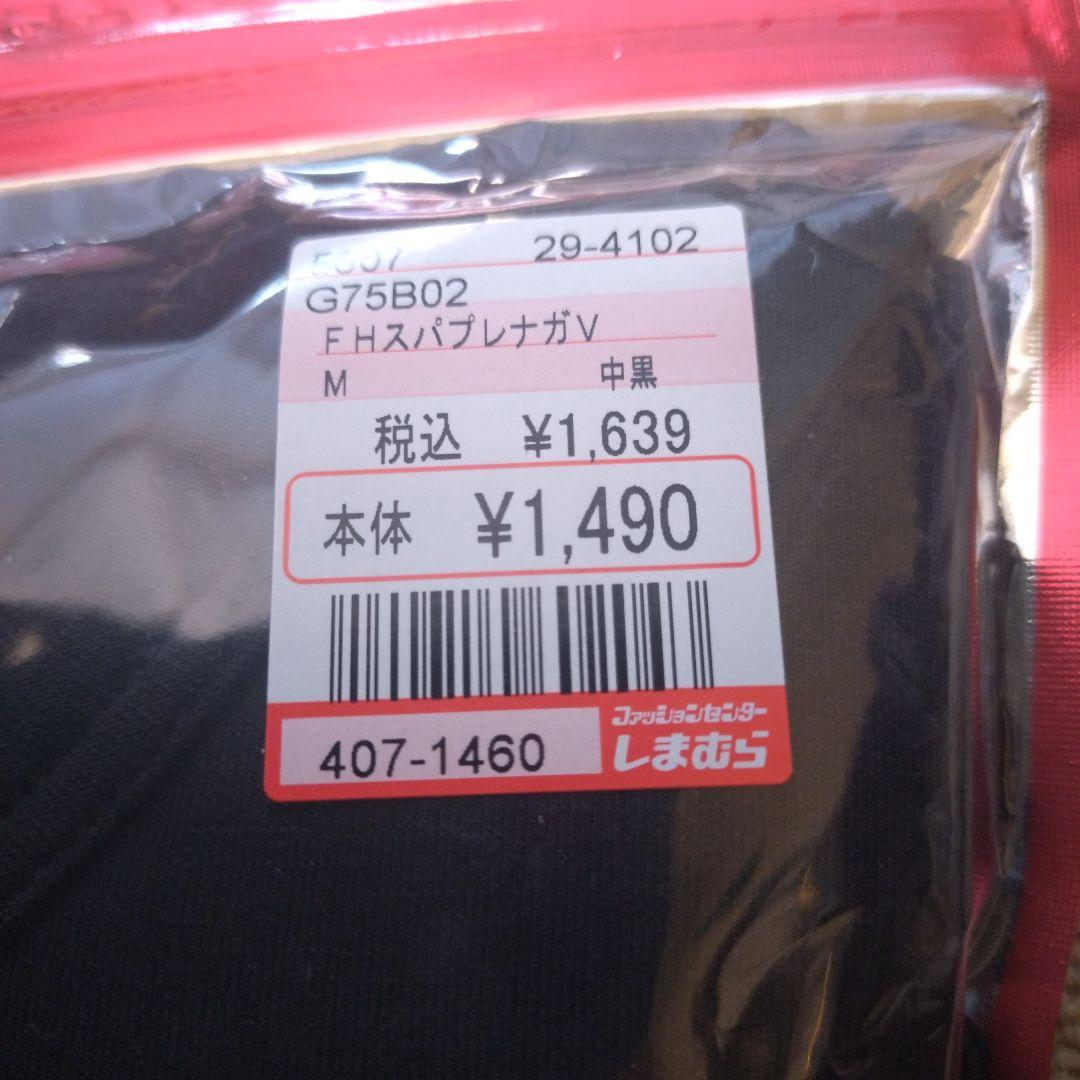 29-4102
G75B02
FHスパプレナガV
M 中黒
税込 ¥1,639
本体 ¥1,490
407-1460
ファッションセンター
しまむら